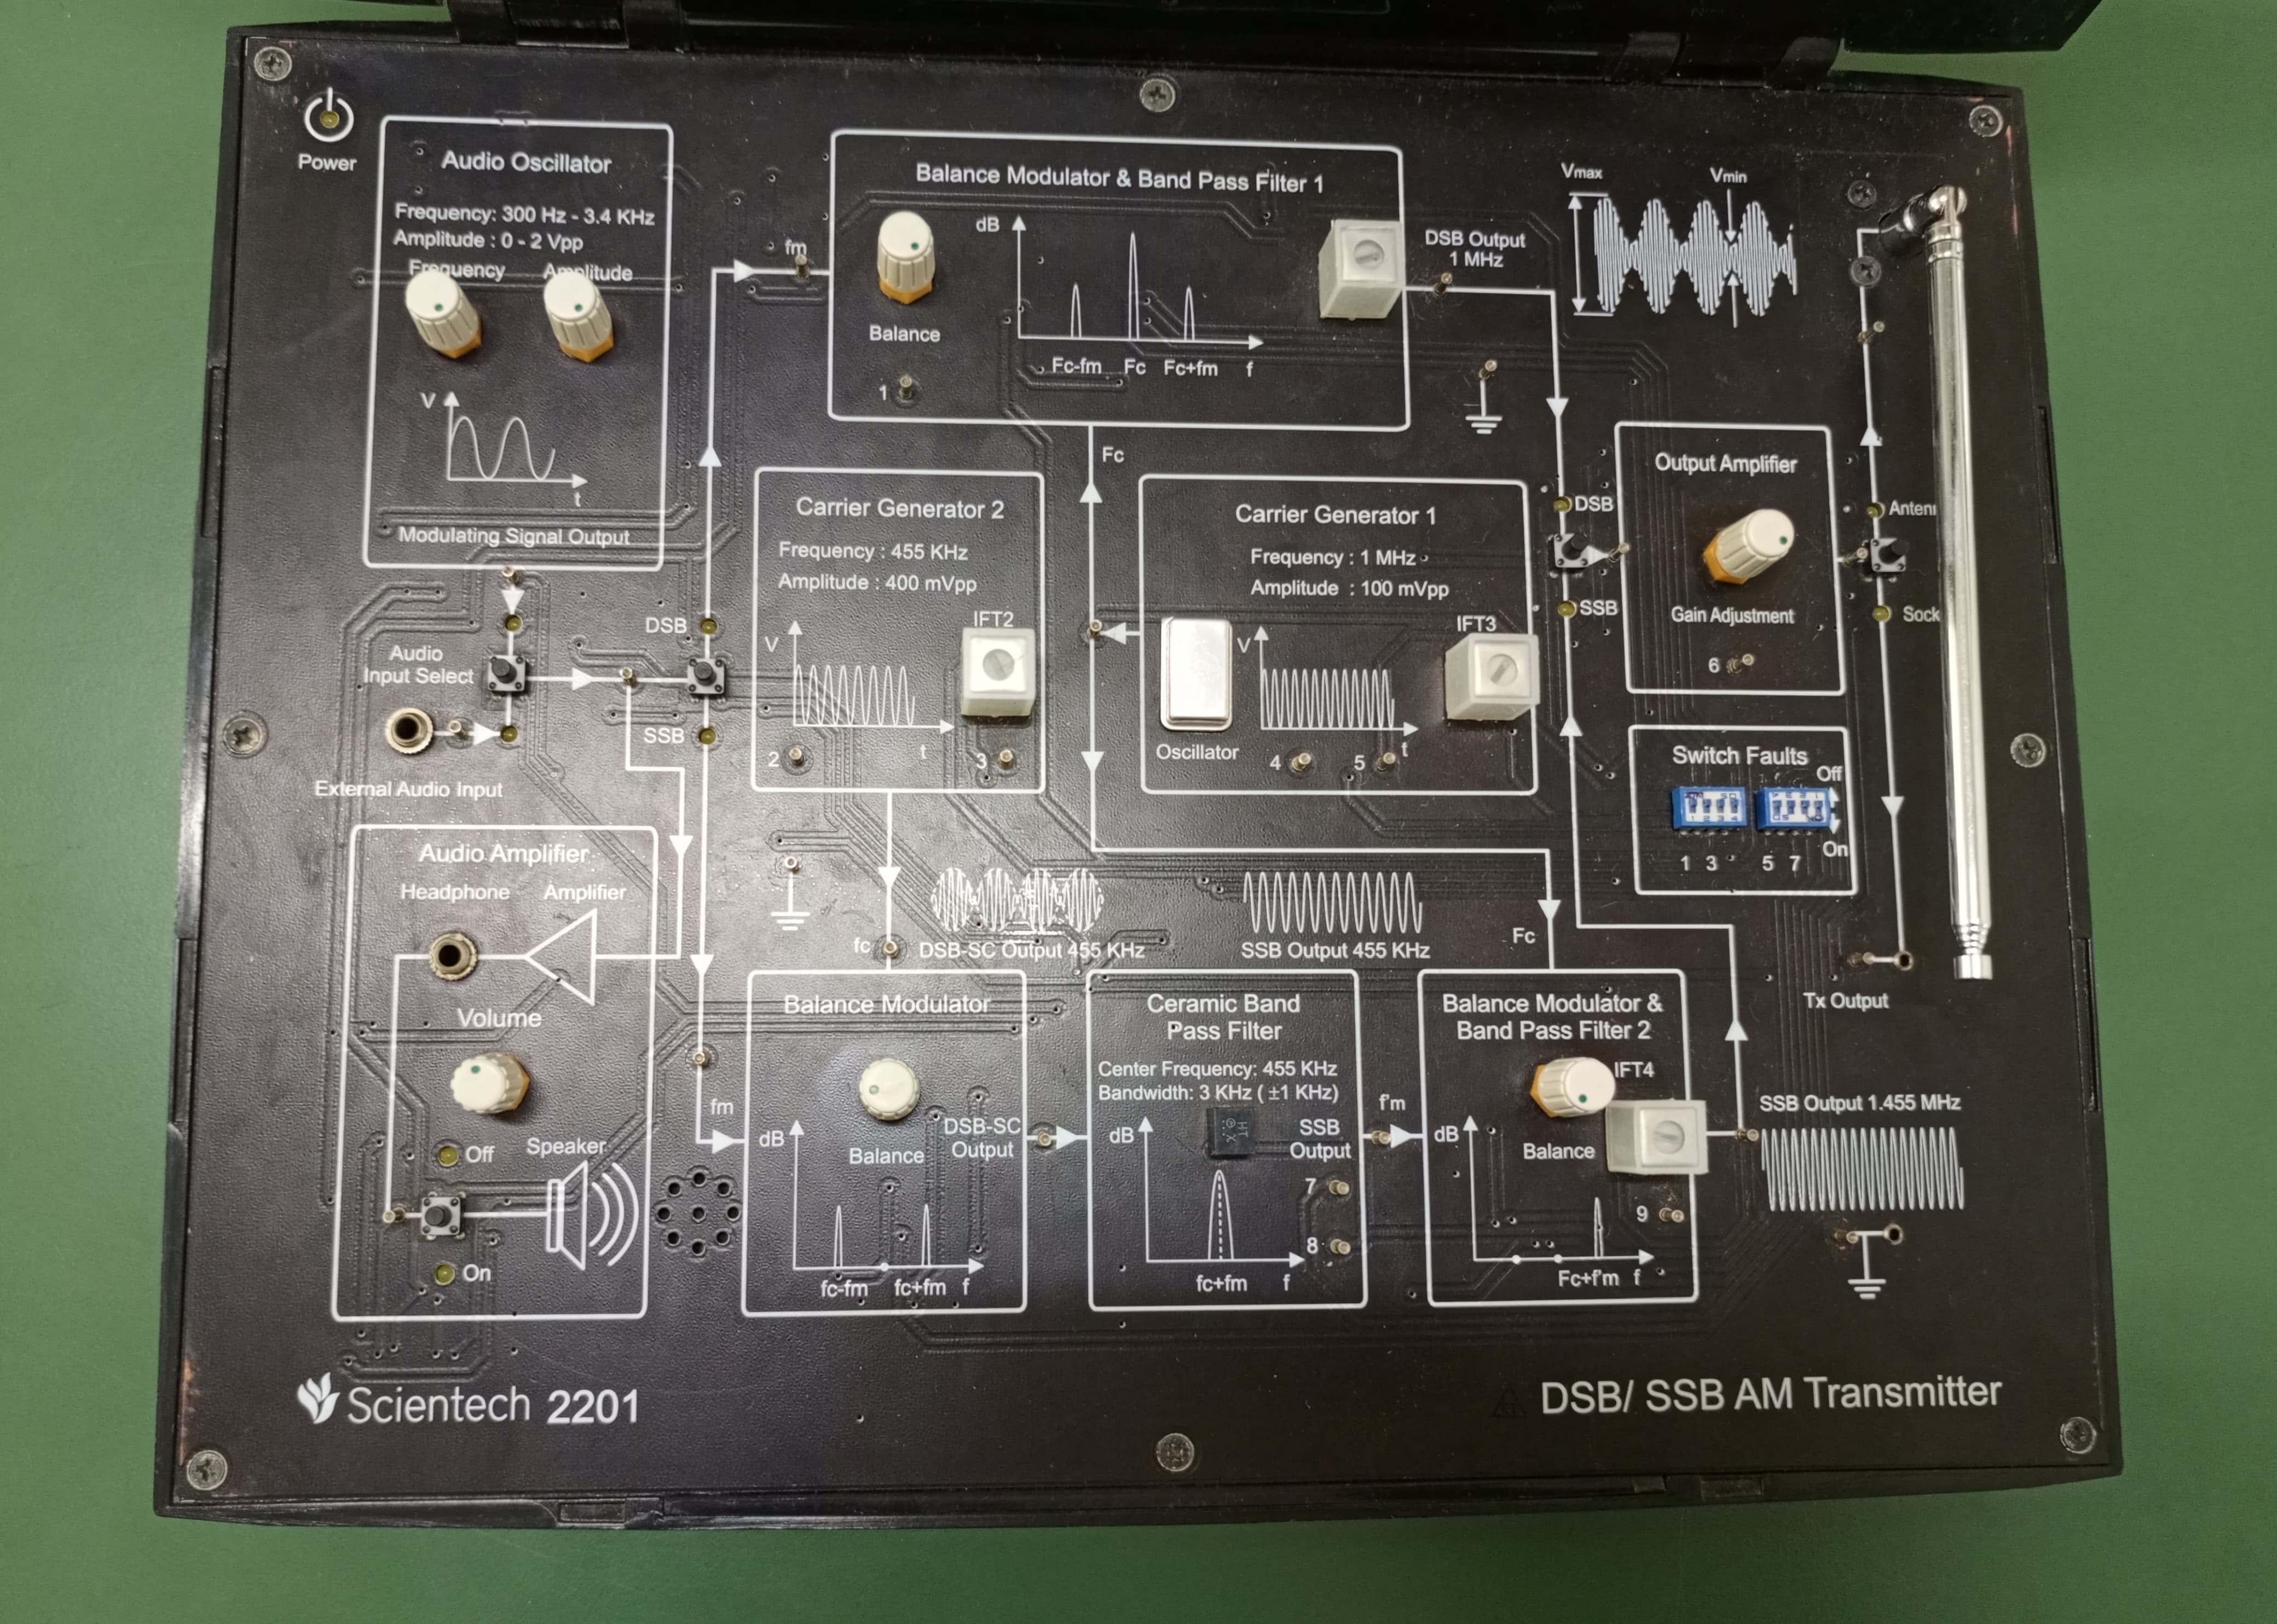 Power
Audio Oscillator
Frequency: 300 Hz - 3.4 KHz
Amplitude : 0 - 2 Vpp
Frequency Amplitude
V
t
Modulating Signal Output
Audio
Input Select
External Audio Input
DSB
SSB
fm
Balance Modulator & Band Pass Filter 1
dB
Balance
1
Fc-fm Fc Fc+fm f
DSB Output
1 MHz
Vmax
Vmin
Fc
Carrier Generator 2
Frequency : 455 KHz
Amplitude : 400 mVpp
IFT2
V
t
2
3
Carrier Generator 1
Frequency : 1 MHz
Amplitude : 100 mVpp
IFT3
V
Oscillator
t
4
5
DSB
SSB
Output Amplifier
Gain Adjustment
6
Anten
Sock
Switch Faults
Off
On
1 3 5 7
Tx Output
Audio Amplifier
Headphone Amplifier
Volume
Off
Speaker
On
fc
DSB-SC Output 455 KHz
SSB Output 455 KHz
Fc
fm
Balance Modulator
dB
Balance
DSB-SC
Output
fc-fm fc+fm f
Ceramic Band
Pass Filter
Center Frequency: 455 KHz
Bandwidth: 3 KHz ( ±1 KHz)
dB
SSB
Output
7
8
fc+fm f
f'm
Balance Modulator &
Band Pass Filter 2
IFT4
dB
Balance
9
Fc+f'm f
SSB Output 1.455 MHz
Scientech 2201
DSB/ SSB AM Transmitter